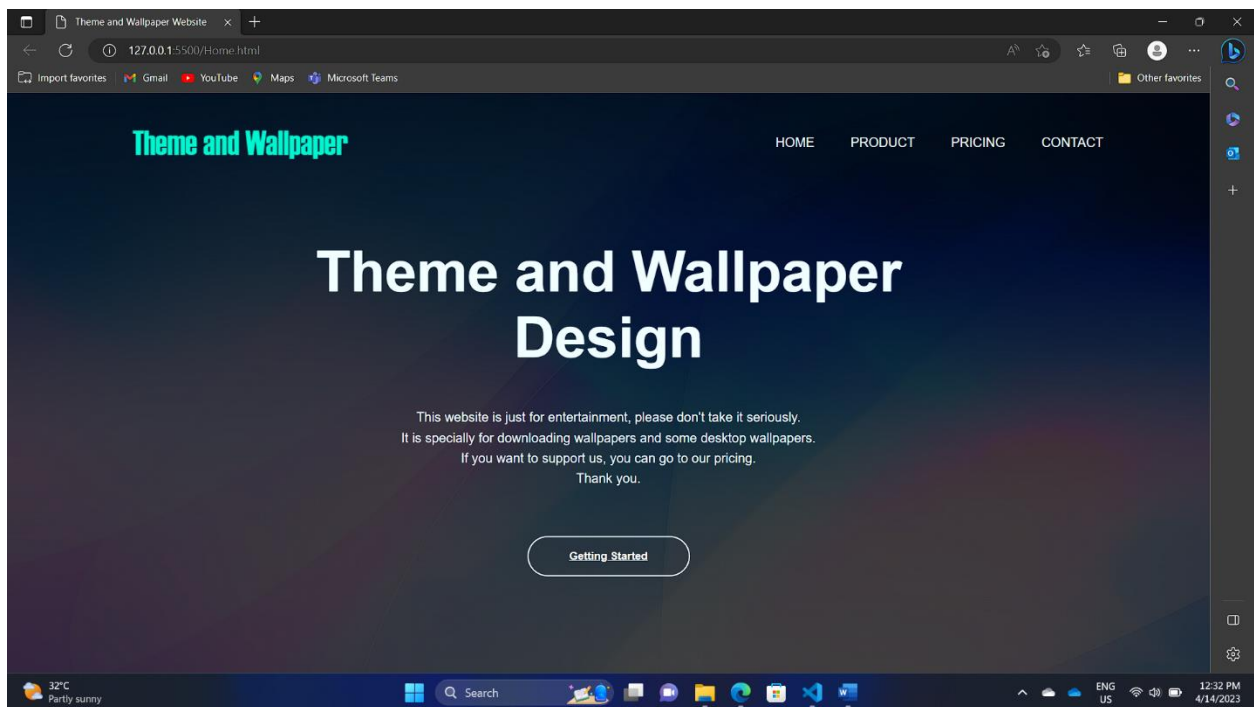 Theme and Wallpaper Website
127.0.0.1:5500/Home.html
Import favorites Gmail YouTube Maps Microsoft Teams Other favorites
Theme and Wallpaper
HOME PRODUCT PRICING CONTACT
Theme and Wallpaper
Design
This website is just for entertainment, please don't take it seriously.
It is specially for downloading wallpapers and some desktop wallpapers.
If you want to support us, you can go to our pricing.
Thank you.
Getting Started
32°C
Partly sunny
Search
ENG
US
12:32 PM
4/14/2023